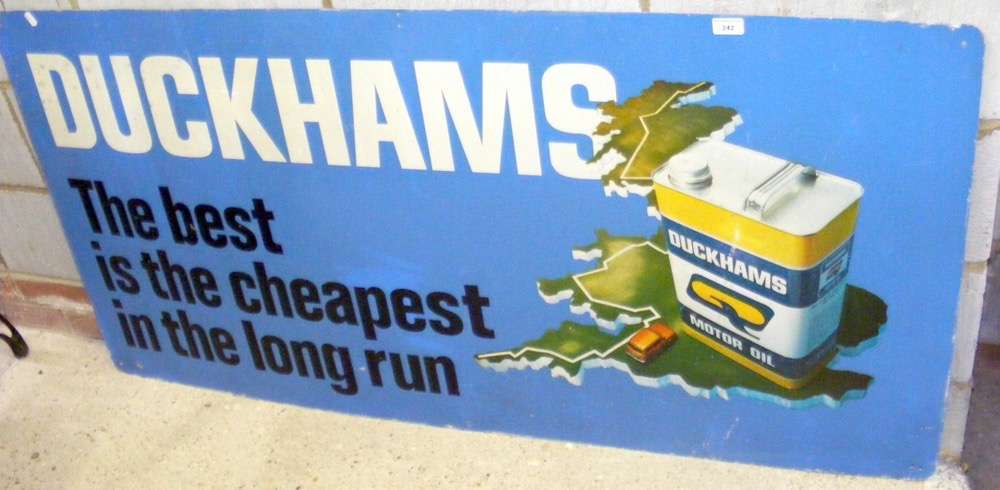 DUCKHAMS
The best
is the cheapest
in the long run
DUCKHAMS
MOTOR OIL